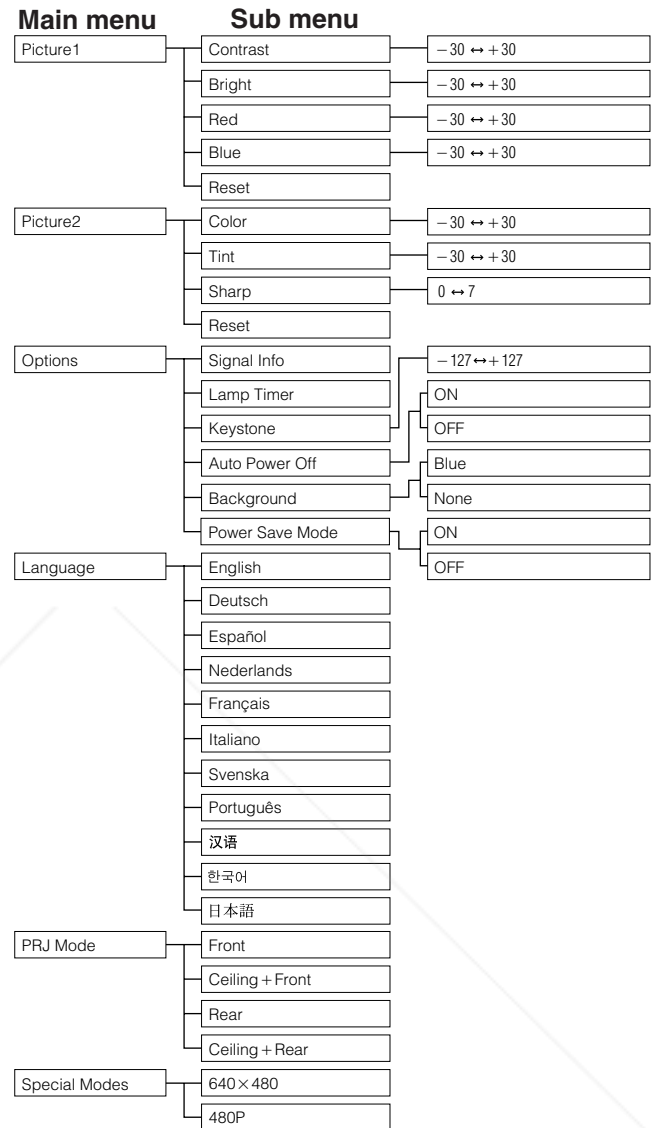 Main menu Sub menu
Picture1 Contrast －30 ↔ +30
Bright －30 ↔ +30
Red －30 ↔ +30
Blue －30 ↔ +30
Reset
Picture2 Color －30 ↔ +30
Tint －30 ↔ +30
Sharp 0 ↔ 7
Reset
Options Signal Info －127↔+127
Lamp Timer ON
Keystone OFF
Auto Power Off Blue
Background None
Power Save Mode ON
Language English OFF
Deutsch
Español
Nederlands
Français
Italiano
Svenska
Português
汉语
한국어
日本語
PRJ Mode Front
Ceiling+Front
Rear
Ceiling+Rear
Special Modes 640×480
480P